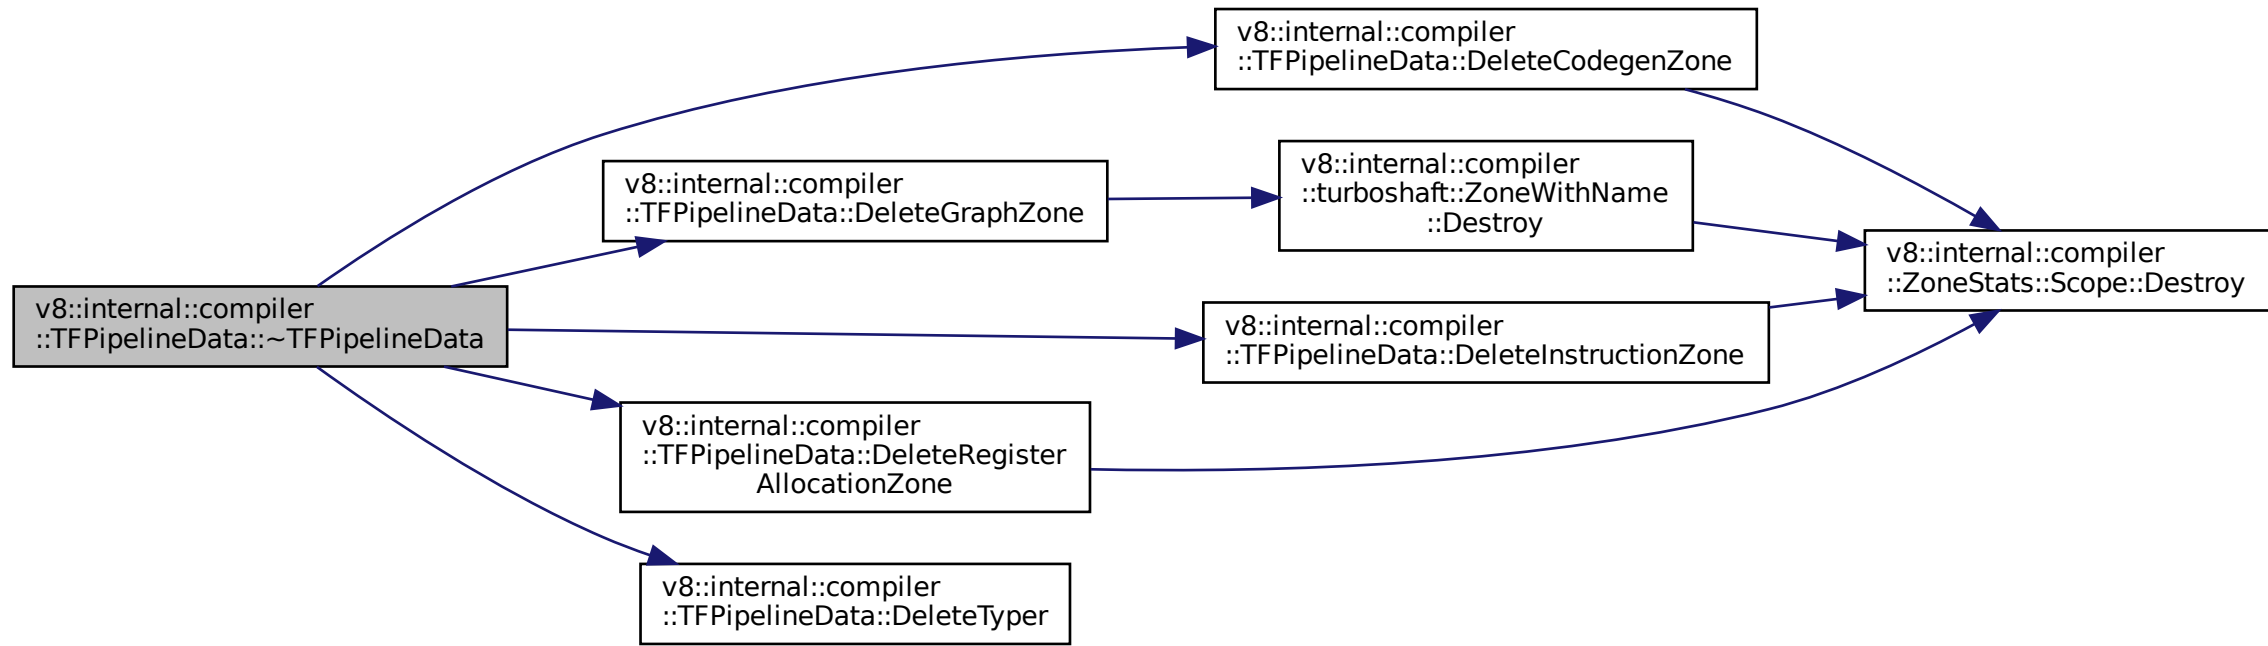 v8::internal::compiler
::TFPipelineData::DeleteCodegenZone
v8::internal::compiler
::turboshaft::ZoneWithName
::Destroy
v8::internal::compiler
::TFPipelineData::DeleteGraphZone
v8::internal::compiler
::ZoneStats::Scope::Destroy
v8::internal::compiler
::TFPipelineData::~TFPipelineData
v8::internal::compiler
::TFPipelineData::DeleteInstructionZone
v8::internal::compiler
::TFPipelineData::DeleteRegister
AllocationZone
v8::internal::compiler
::TFPipelineData::DeleteTyper